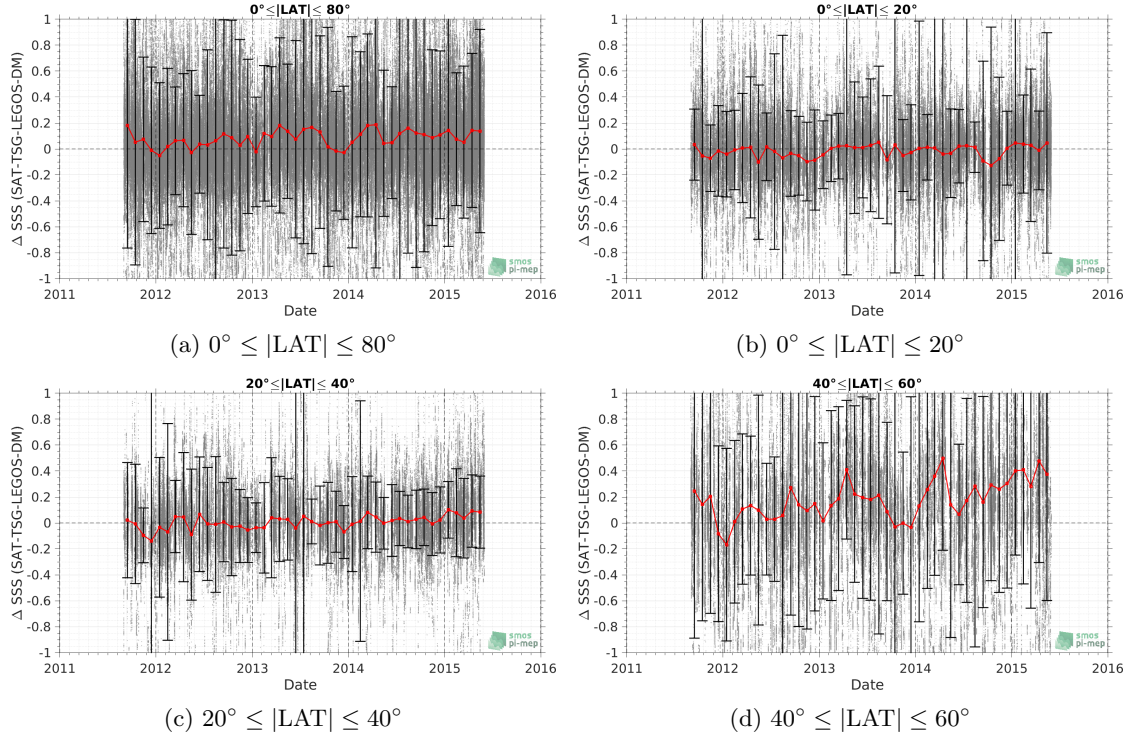 0°≤|LAT|≤ 80°
Δ SSS (SAT-TSG-LEGOS-DM)
1
0.8
0.6
0.4
0.2
0
-0.2
-0.4
-0.6
-0.8
-1
smos
pi-mep
2011 2012 2013 2014 2015 2016
Date
(a) 0° ≤ |LAT| ≤ 80°
0°≤|LAT|≤ 20°
Δ SSS (SAT-TSG-LEGOS-DM)
1
0.8
0.6
0.4
0.2
0
-0.2
-0.4
-0.6
-0.8
-1
smos
pi-mep
2011 2012 2013 2014 2015 2016
Date
(b) 0° ≤ |LAT| ≤ 20°
20°≤|LAT|≤ 40°
Δ SSS (SAT-TSG-LEGOS-DM)
1
0.8
0.6
0.4
0.2
0
-0.2
-0.4
-0.6
-0.8
-1
smos
pi-mep
2011 2012 2013 2014 2015 2016
Date
(c) 20° ≤ |LAT| ≤ 40°
40°≤|LAT|≤ 60°
Δ SSS (SAT-TSG-LEGOS-DM)
1
0.8
0.6
0.4
0.2
0
-0.2
-0.4
-0.6
-0.8
-1
smos
pi-mep
2011 2012 2013 2014 2015 2016
Date
(d) 40° ≤ |LAT| ≤ 60°